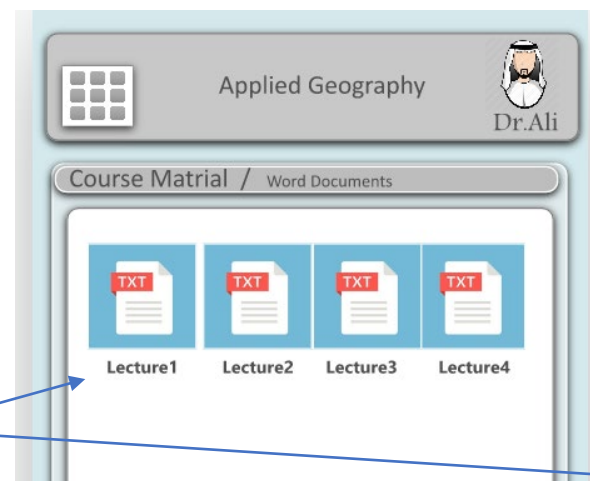 Applied Geography
Dr.Ali
Course Matrial / Word Documents
TXT TXT TXT TXT
Lecture1 Lecture2 Lecture3 Lecture4